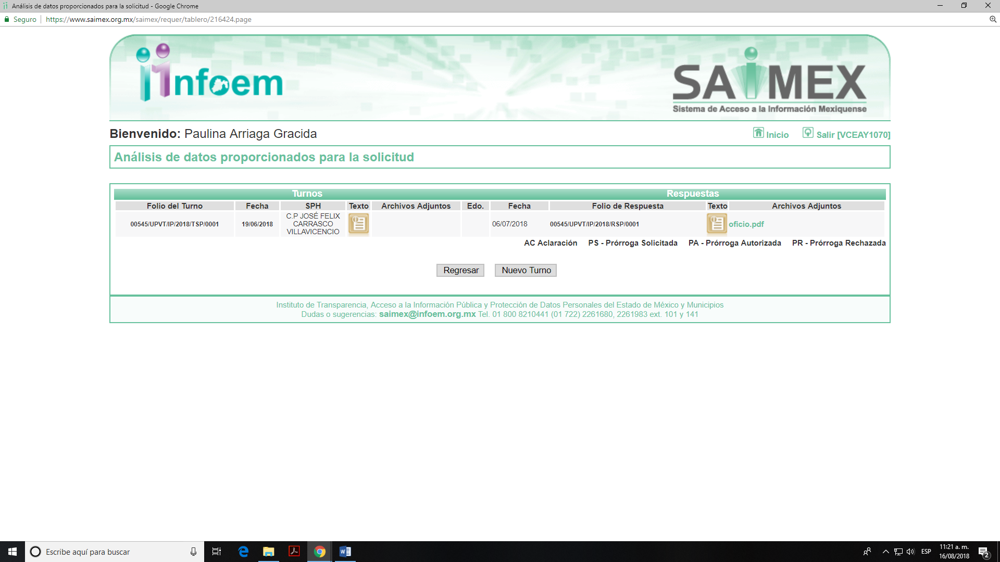 Análisis de datos proporcionados para la solicitud - Google Chrome
Seguro https://www.saimex.org.mx/saimex/requer/tablero/216424.page
infoem
SAIMEX
Sistema de Acceso a la Información Mexiquense
Bienvenido: Paulina Arriaga Gracida
Inicio Salir [VCEAY1070]
Análisis de datos proporcionados para la solicitud
Turnos Respuestas
Folio del Turno Fecha SPH Texto Archivos Adjuntos Edo. Fecha Folio de Respuesta Texto Archivos Adjuntos
00545/UPVT/IP/2018/TSP/0001 19/06/2018 C.P JOSÉ FELIX CARRASCO VILLAVICENCIO 06/07/2018 00545/UPVT/IP/2018/RSP/0001 oficio.pdf
AC Aclaración PS - Prórroga Solicitada PA - Prórroga Autorizada PR - Prórroga Rechazada
Regresar Nuevo Turno
Instituto de Transparencia, Acceso a la Información Pública y Protección de Datos Personales del Estado de México y Municipios
Dudas o sugerencias: saimex@infoem.org.mx Tel. 01 800 8210441 (01 722) 2261680, 2261983 ext. 101 y 141
Escribe aquí para buscar
ESP
11:21 a. m.
16/08/2018
2